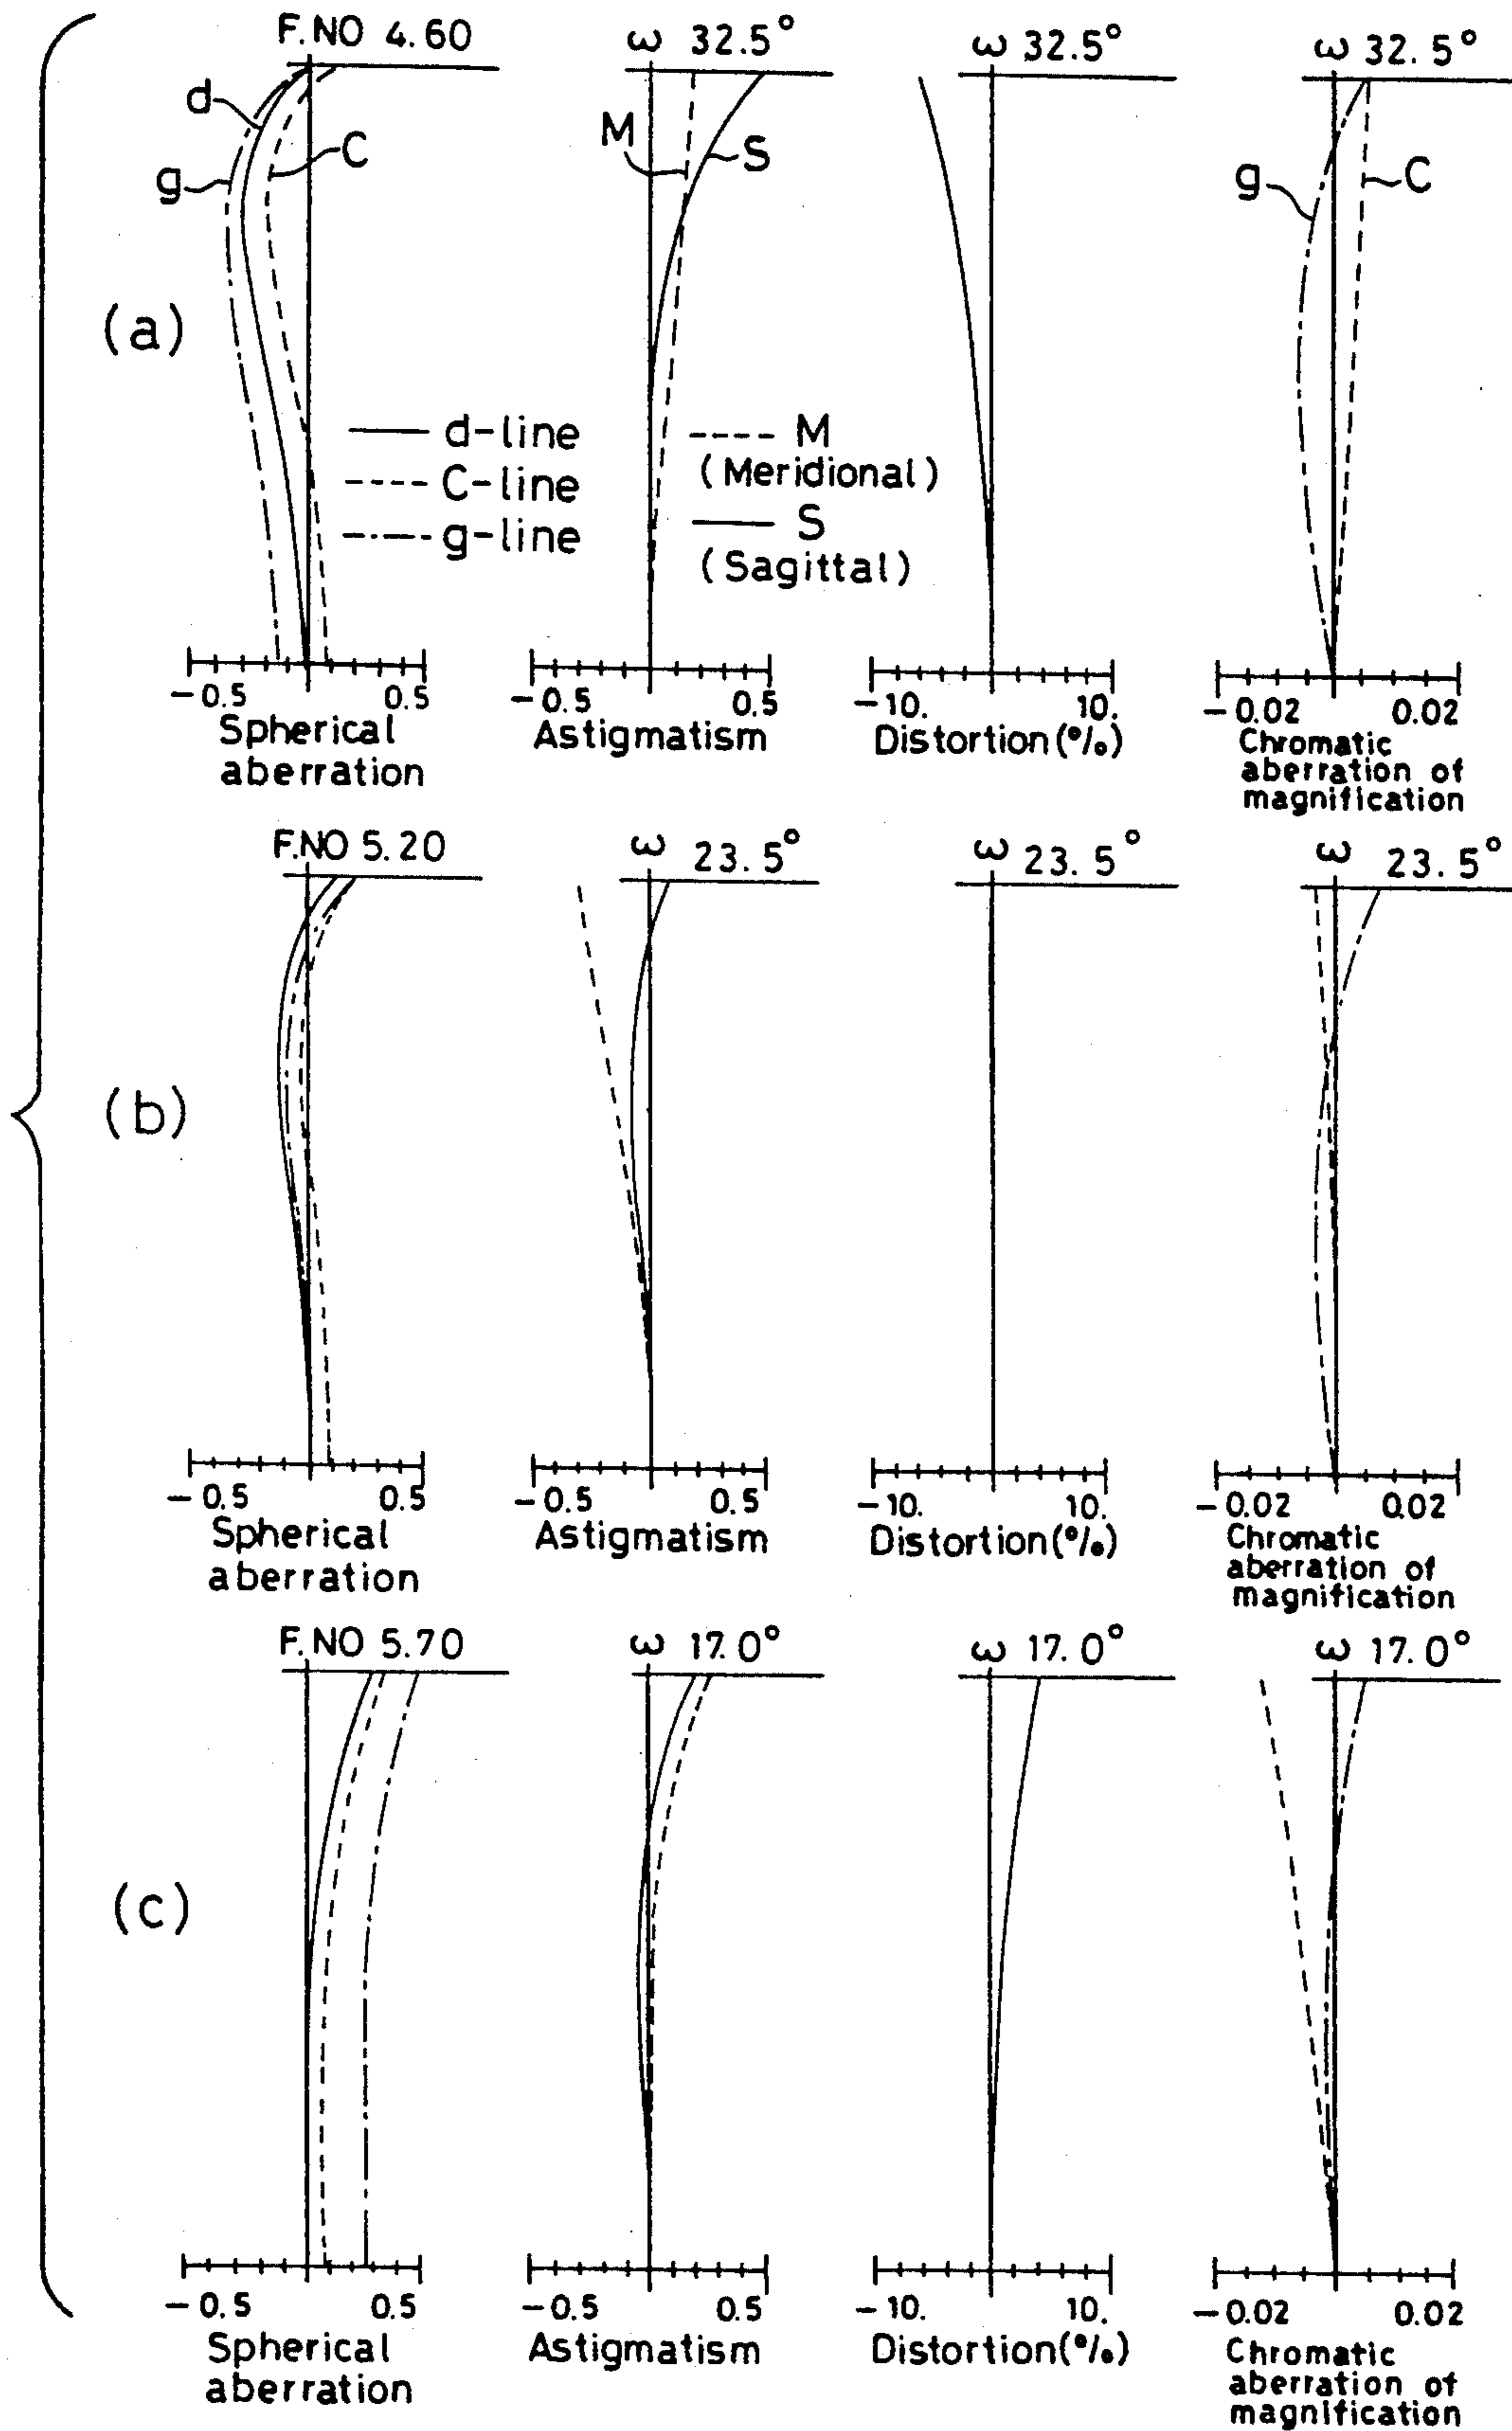 F.NO 4.60
ω 32.5°
ω 32.5°
ω 32.5°
d
C
g
M
S
g
C
(a)
d-line
C-line
g-line
M
(Meridional)
S
(Sagittal)
-0.5 0.5
Spherical
aberration
-0.5 0.5
Astigmatism
-10. 10.
Distortion(%)
-0.02 0.02
Chromatic
aberration of
magnification
F.NO 5.20
ω 23.5°
ω 23.5°
ω 23.5°
(b)
-0.5 0.5
Spherical
aberration
-0.5 0.5
Astigmatism
-10. 10.
Distortion(%)
-0.02 0.02
Chromatic
aberration of
magnification
F.NO 5.70
ω 17.0°
ω 17.0°
ω 17.0°
(c)
-0.5 0.5
Spherical
aberration
-0.5 0.5
Astigmatism
-10. 10.
Distortion(%)
-0.02 0.02
Chromatic
aberration of
magnification